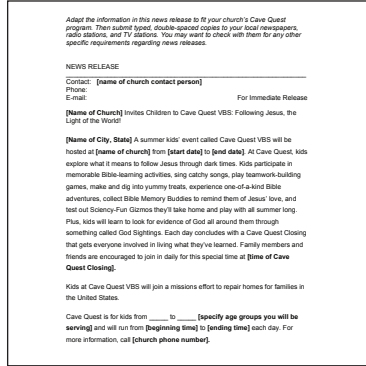 Adapt the information in this news release to fit your church's Cave Quest
program. Then submit typed, double-spaced copies to your local newspapers,
radio stations, and TV stations. You may want to check with them for any other
specific requirements regarding news releases.
NEWS RELEASE
Contact: [name of church contact person]
Phone:
E-mail: For Immediate Release
[Name of Church] Invites Children to Cave Quest VBS: Following Jesus, the
Light of the World!
[Name of City, State] A summer kids' event called Cave Quest VBS will be
hosted at [name of church] from [start date] to [end date]. At Cave Quest, kids
explore what it means to follow Jesus through dark times. Kids participate in
memorable Bible-learning activities, sing catchy songs, play teamwork-building
games, make and dig into yummy treats, experience one-of-a-kind Bible
adventures, collect Bible Memory Buddies to remind them of Jesus' love, and
test out Sciency-Fun Gizmos they'll take home and play with all summer long.
Plus, kids will learn to look for evidence of God all around them through
something called God Sightings. Each day concludes with a Cave Quest Closing
that gets everyone involved in living what they've learned. Family members and
friends are encouraged to join in daily for this special time at [time of Cave
Quest Closing].
Kids at Cave Quest VBS will join a missions effort to repair homes for families in
the United States.
Cave Quest is for kids from _____ to _____ [specify age groups you will be
serving] and will run from [beginning time] to [ending time] each day. For
more information, call [church phone number].